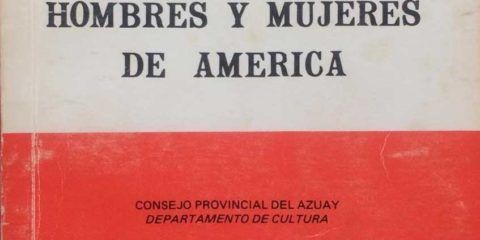 HOMBRES Y MUJERES
DE AMERICA
CONSEJO PROVINCIAL DEL AZUAY
DEPARTAMENTO DE CULTURA